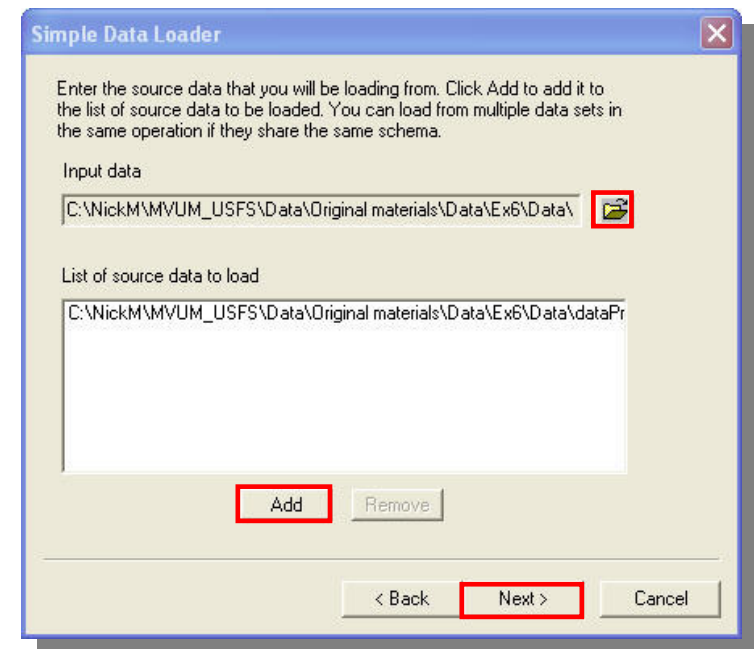 Simple Data Loader
Enter the source data that you will be loading from. Click Add to add it to
the list of source data to be loaded. You can load from multiple data sets in
the same operation if they share the same schema.
Input data
C:\NickM\MVUM_USFS\Data\Original materials\Data\Ex6\Data\
List of source data to load
C:\NickM\MVUM_USFS\Data\Original materials\Data\Ex6\Data\dataPr
Add Remove
< Back Next > Cancel